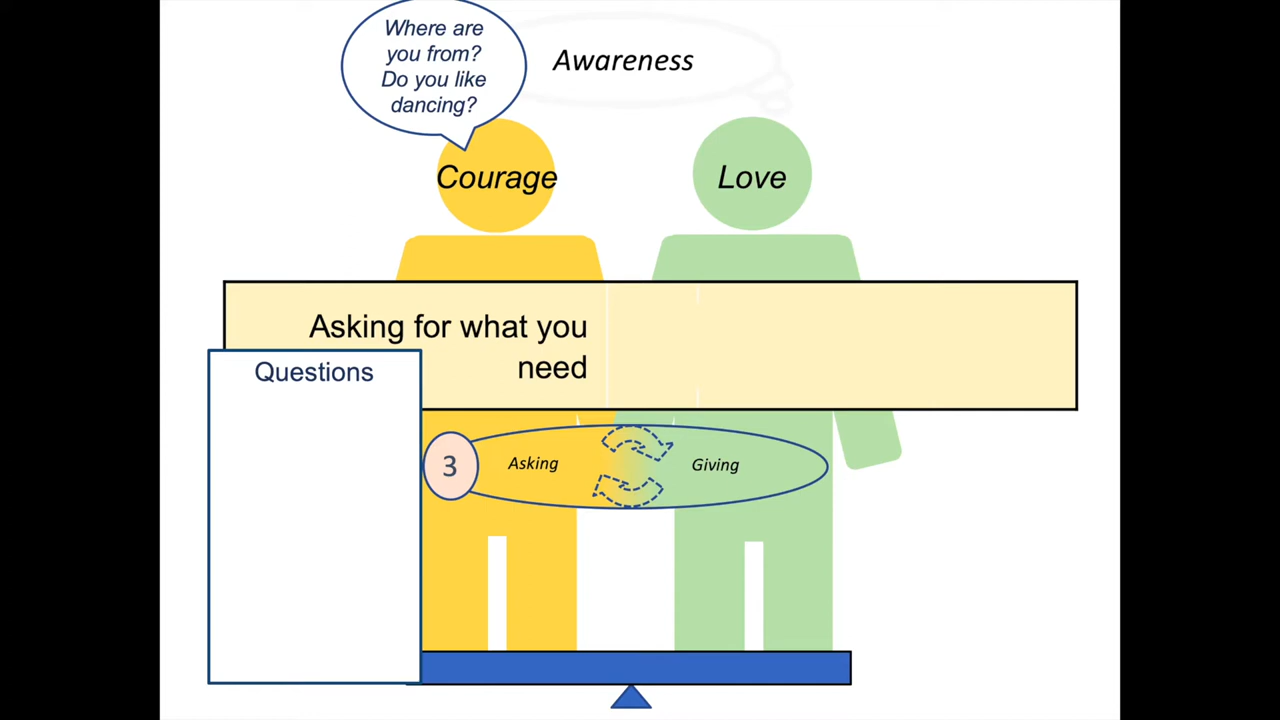 Where are
you from?
Do you like
dancing?
Awareness
Courage
Love
Asking for what you
need
Questions
3
Asking
Giving